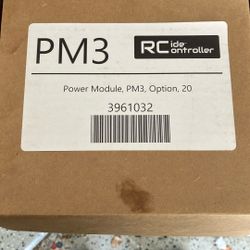 PM3
RC ide ontroller
Power Module, PM3, Option, 20
3961032